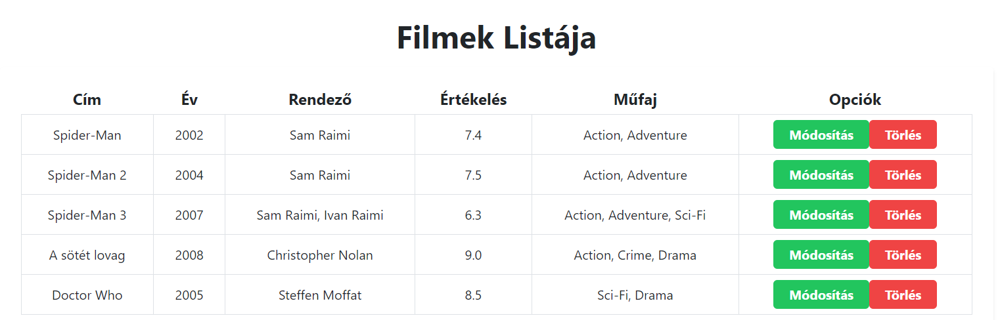 Filmek Listája
Cím Év Rendező Értékelés Műfaj Opciók
Spider-Man 2002 Sam Raimi 7.4 Action, Adventure Módosítás Törlés
Spider-Man 2 2004 Sam Raimi 7.5 Action, Adventure Módosítás Törlés
Spider-Man 3 2007 Sam Raimi, Ivan Raimi 6.3 Action, Adventure, Sci-Fi Módosítás Törlés
A sötét lovag 2008 Christopher Nolan 9.0 Action, Crime, Drama Módosítás Törlés
Doctor Who 2005 Steffen Moffat 8.5 Sci-Fi, Drama Módosítás Törlés